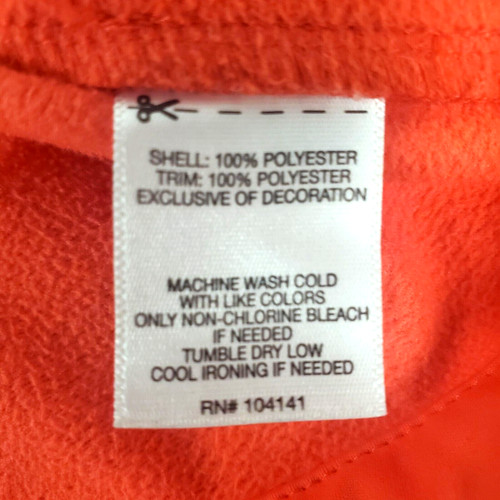 SHELL: 100% POLYESTER
TRIM: 100% POLYESTER
EXCLUSIVE OF DECORATION
MACHINE WASH COLD
WITH LIKE COLORS
ONLY NON-CHLORINE BLEACH
IF NEEDED
TUMBLE DRY LOW
COOL IRONING IF NEEDED
RN# 104141